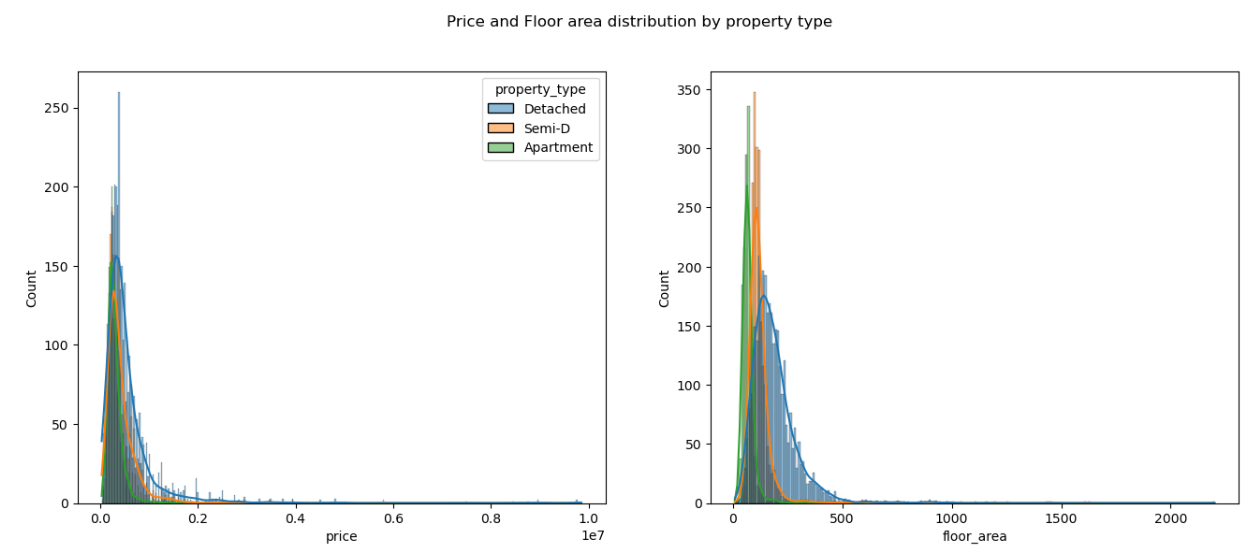 Price and Floor area distribution by property type
property_type
Detached
Semi-D
Apartment
Count
250
200
150
100
50
0
0.0 0.2 0.4 0.6 0.8 1.0
1e7
price
Count
350
300
250
200
150
100
50
0
0 500 1000 1500 2000
floor_area